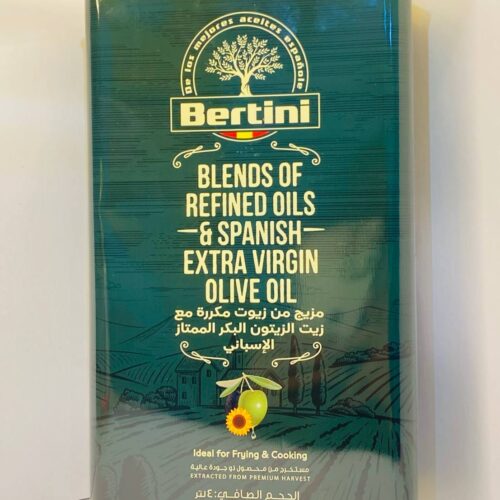 De los mejores aceites española
Bertini
BLENDS OF
REFINED OILS
& SPANISH
EXTRA VIRGIN
OLIVE OIL
مزيج من زيوت مكررة مع
زيت الزيتون البكر الممتاز
الإسباني
Ideal for Frying & Cooking
مستخرج من محصول ذو جودة عالية
EXTRACTED FROM PREMIUM HARVEST
الحجم الصافي: ٤ لتر